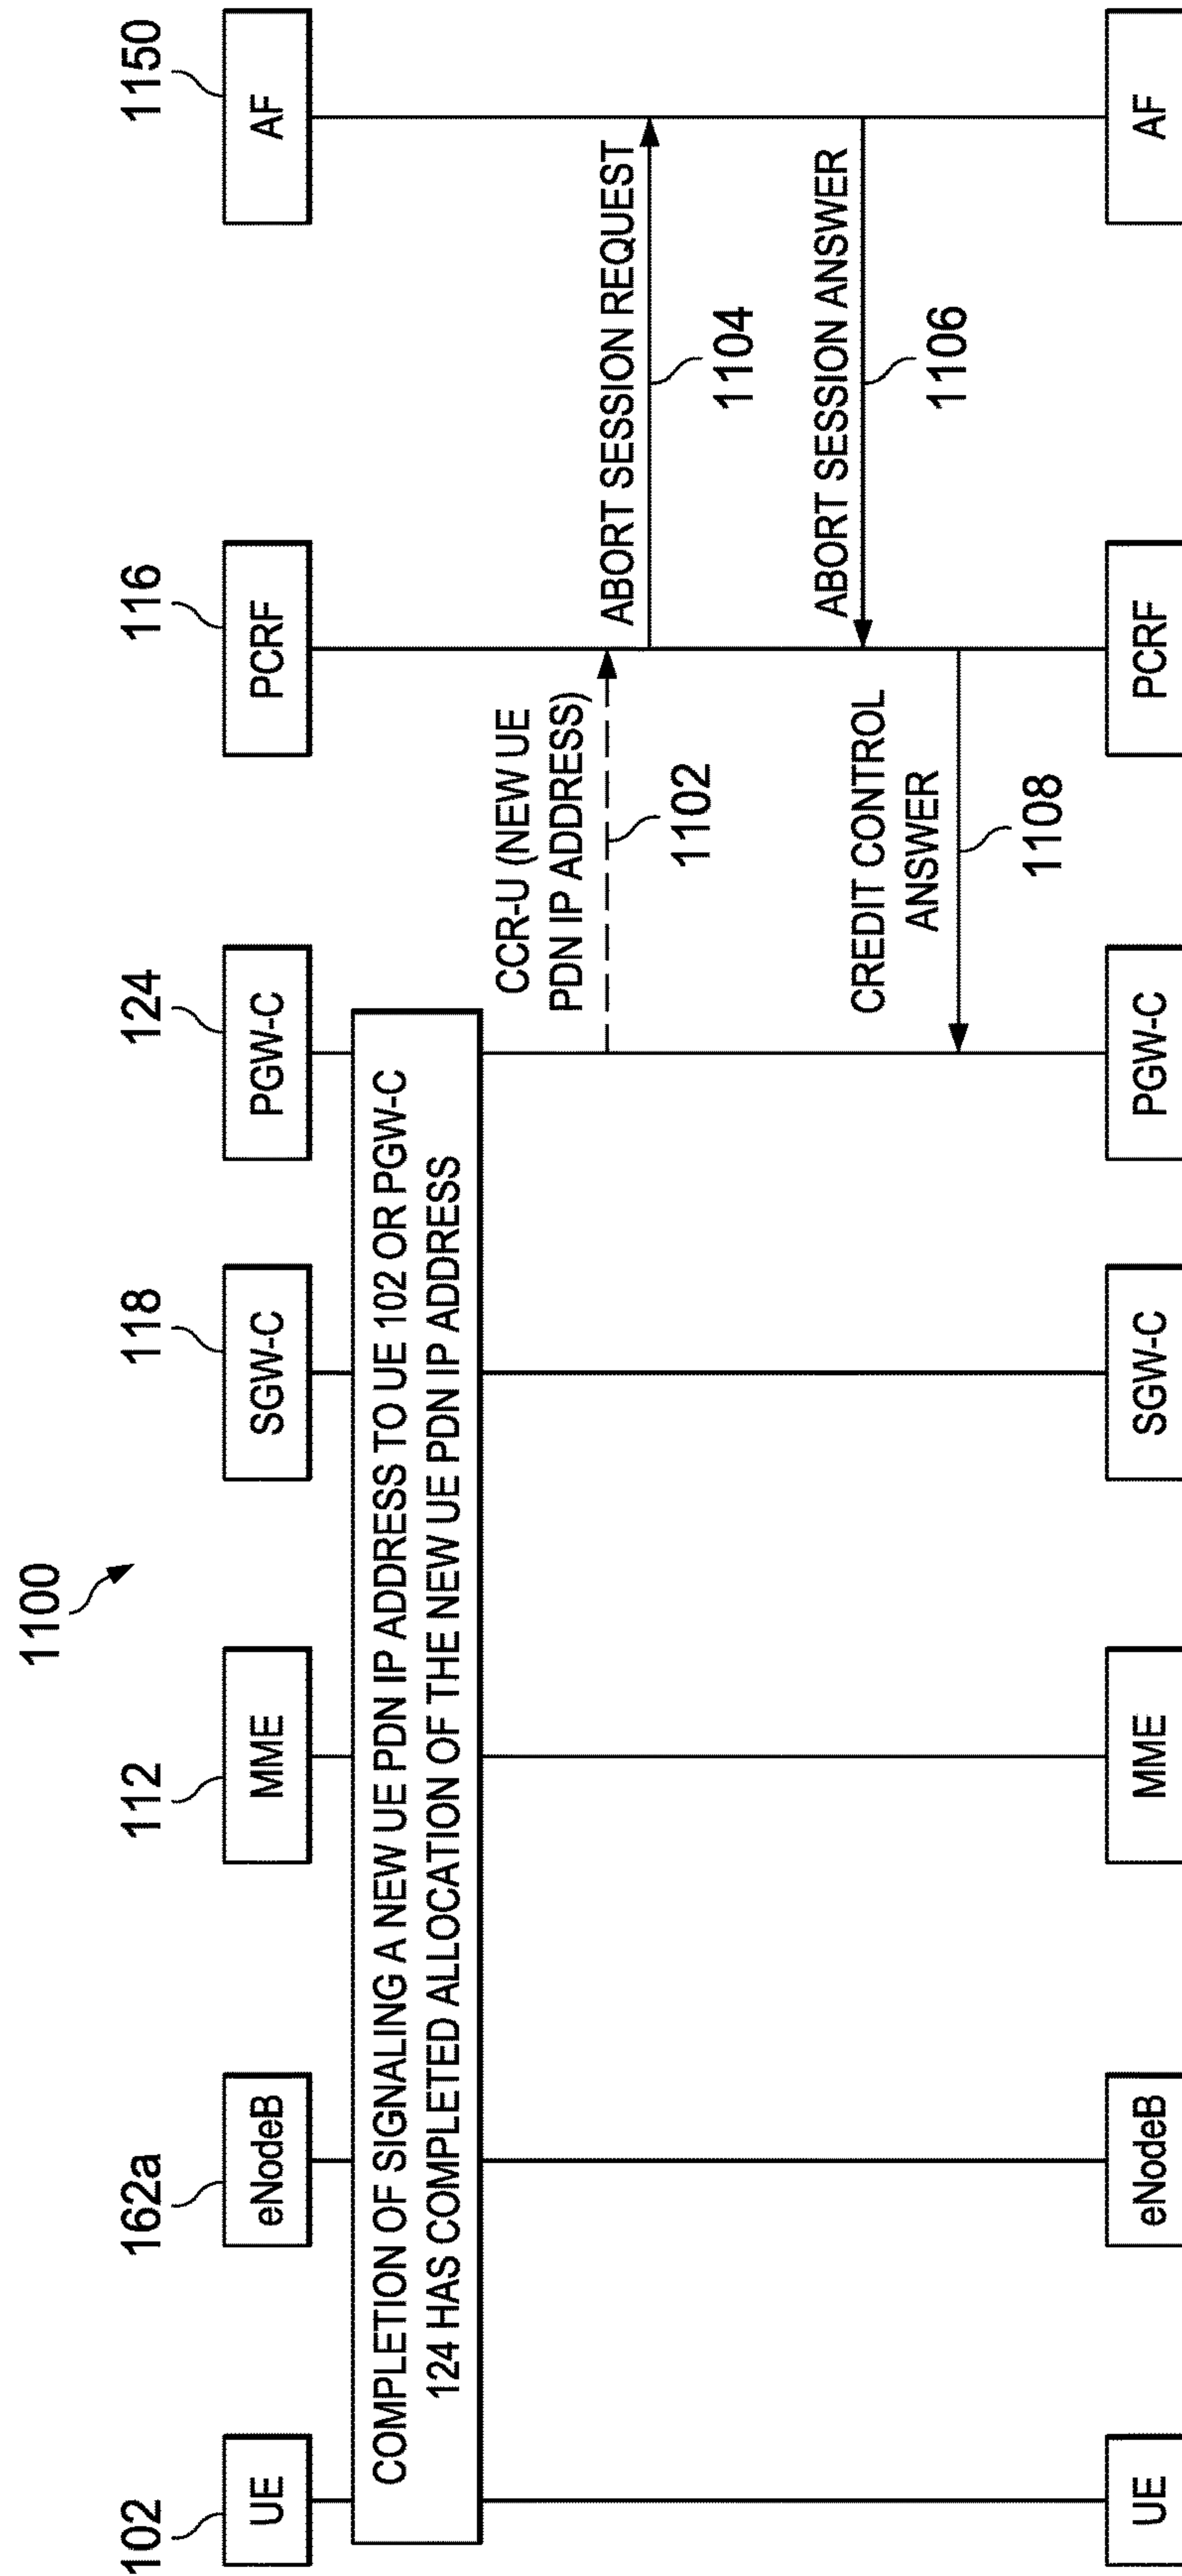 1100
102
162a
112
118
124
116
1150
UE
eNodeB
MME
SGW-C
PGW-C
PCRF
AF
COMPLETION OF SIGNALING A NEW UE PDN IP ADDRESS TO UE 102 OR PGW-C
124 HAS COMPLETED ALLOCATION OF THE NEW UE PDN IP ADDRESS
CCR-U (NEW UE
PDN IP ADDRESS)
1102
ABORT SESSION REQUEST
1104
ABORT SESSION ANSWER
1106
CREDIT CONTROL
ANSWER
1108
UE
eNodeB
MME
SGW-C
PGW-C
PCRF
AF